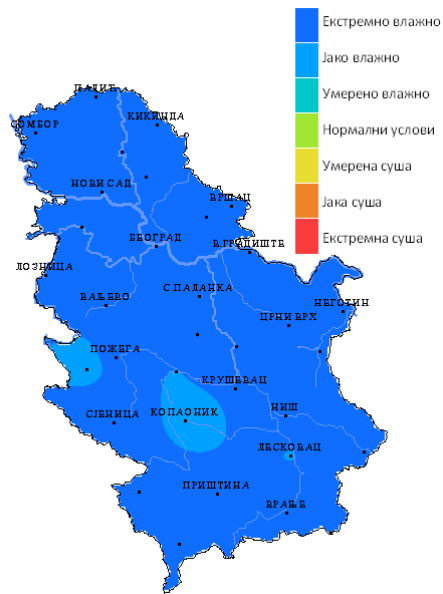 Екстремно влажно
Јако влажно
Умерено влажно
Нормални услови
Умерена суша
Јака суша
Екстремна суша
ПАЛИЋ
СОМБОР
КИКИНДА
НОВИ САД
ВРШАЦ
БЕОГРАД
В.ГРАДИШТЕ
ЛОЗНИЦА
ВАЉЕВО
С.ПАЛАНКА
НЕГОТИН
ЦРНИ ВРХ
ПОЖЕГА
КРУШЕВАЦ
СЈЕНИЦА
КОПАОНИК
НИШ
ЛЕСКОВАЦ
ПРИШТИНА
ВРАЊЕ